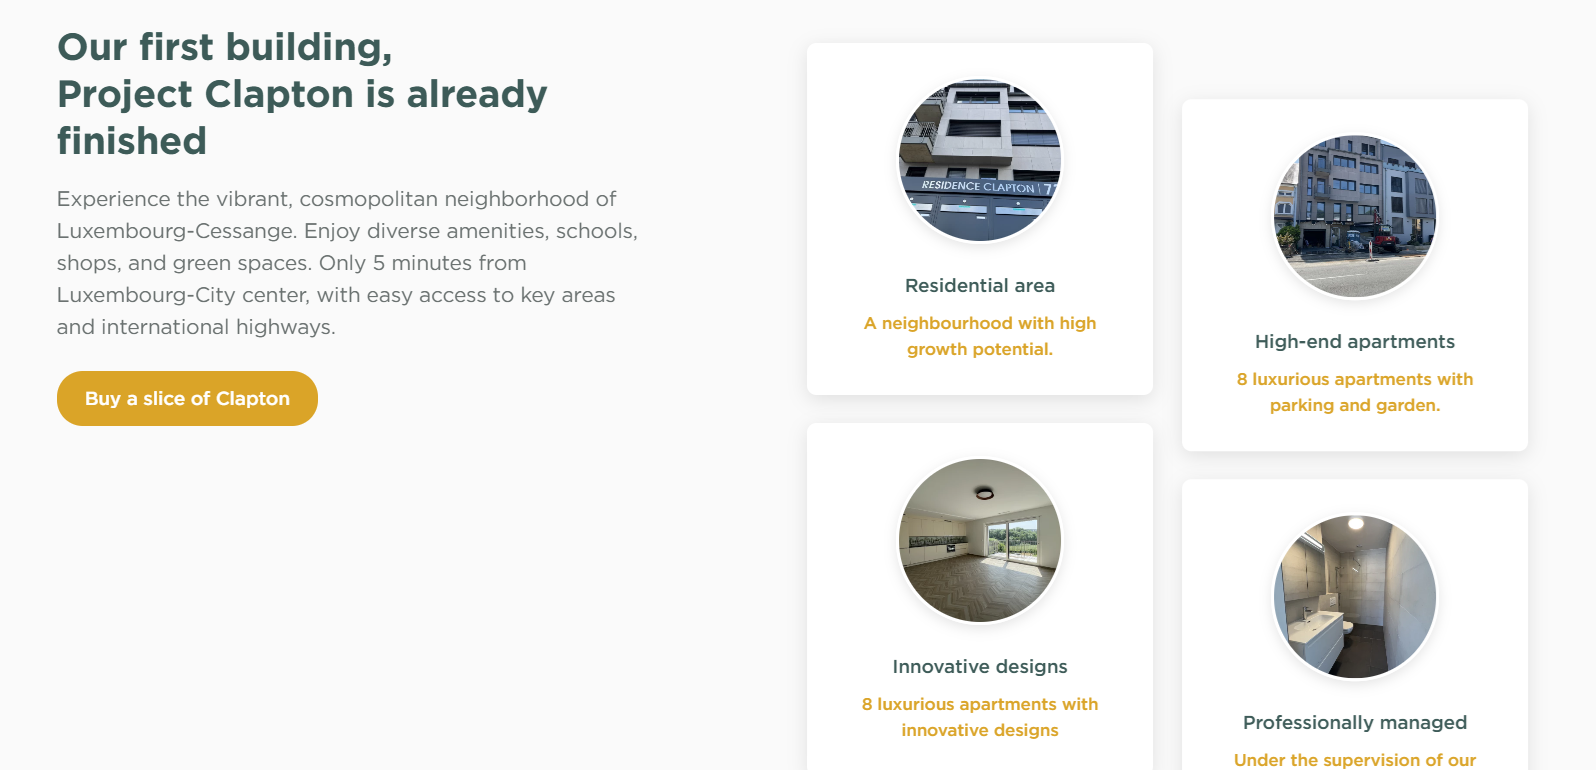 Our first building,
Project Clapton is already
finished
Experience the vibrant, cosmopolitan neighborhood of
Luxembourg-Cessange. Enjoy diverse amenities, schools,
shops, and green spaces. Only 5 minutes from
Luxembourg-City center, with easy access to key areas
and international highways.
Buy a slice of Clapton
RESIDENCE CLAPTON | 72
Residential area
A neighbourhood with high
growth potential.
High-end apartments
8 luxurious apartments with
parking and garden.
Innovative designs
8 luxurious apartments with
innovative designs
Professionally managed
Under the supervision of our